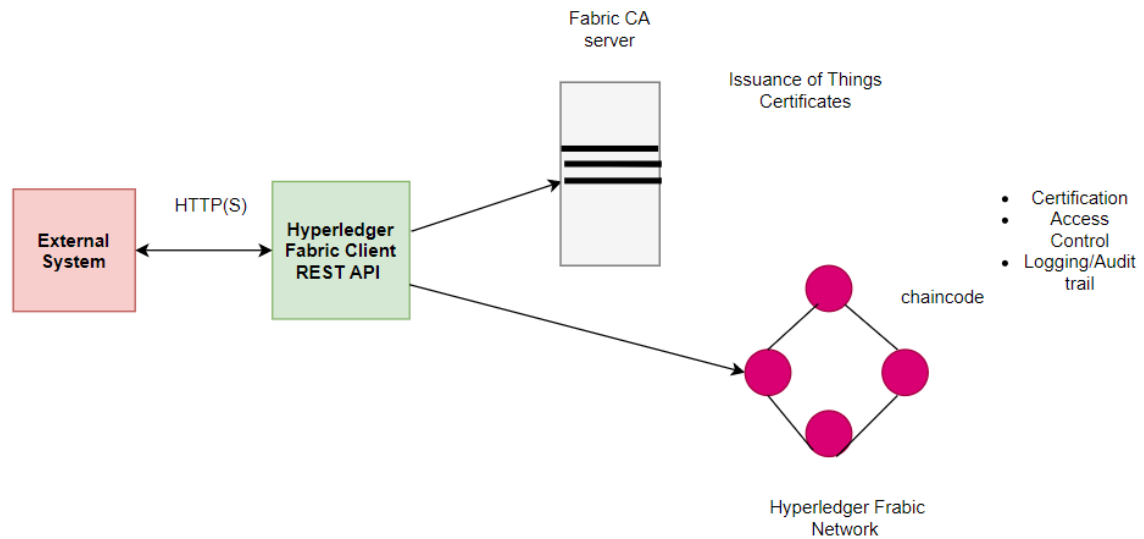 Fabric CA
server
Issuance of Things
Certificates
HTTP(S)
External
System
Hyperledger
Fabric Client
REST API
• Certification
• Access
Control
• Logging/Audit
trail
chaincode
Hyperledger Frabic
Network